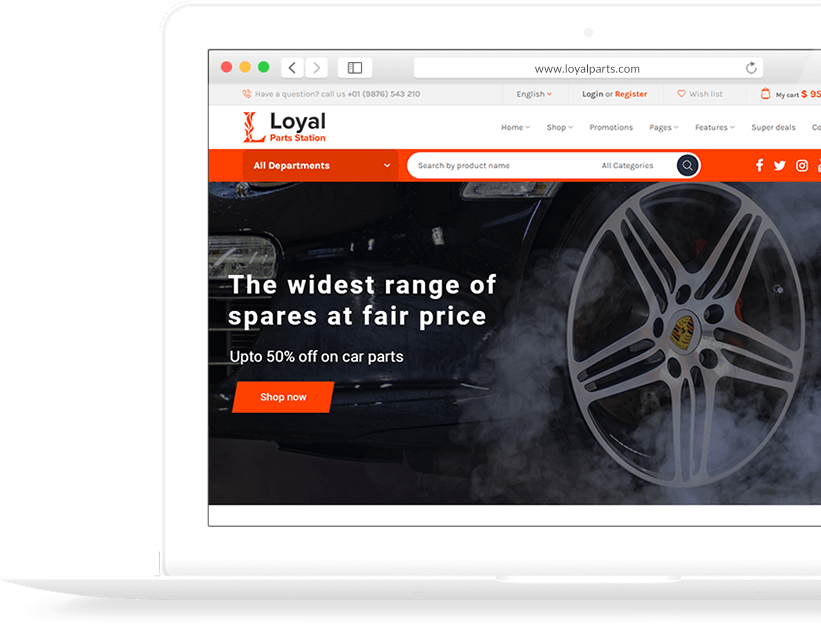 www.loyalparts.com
Have a question? call us +01 (9876) 543 210
English
Login or Register
Wish list
My cart $ 95
Loyal
Parts Station
Home
Shop
Promotions
Pages
Features
Super deals
Co
All Departments
Search by product name
All Categories
The widest range of
spares at fair price
Upto 50% off on car parts
Shop now